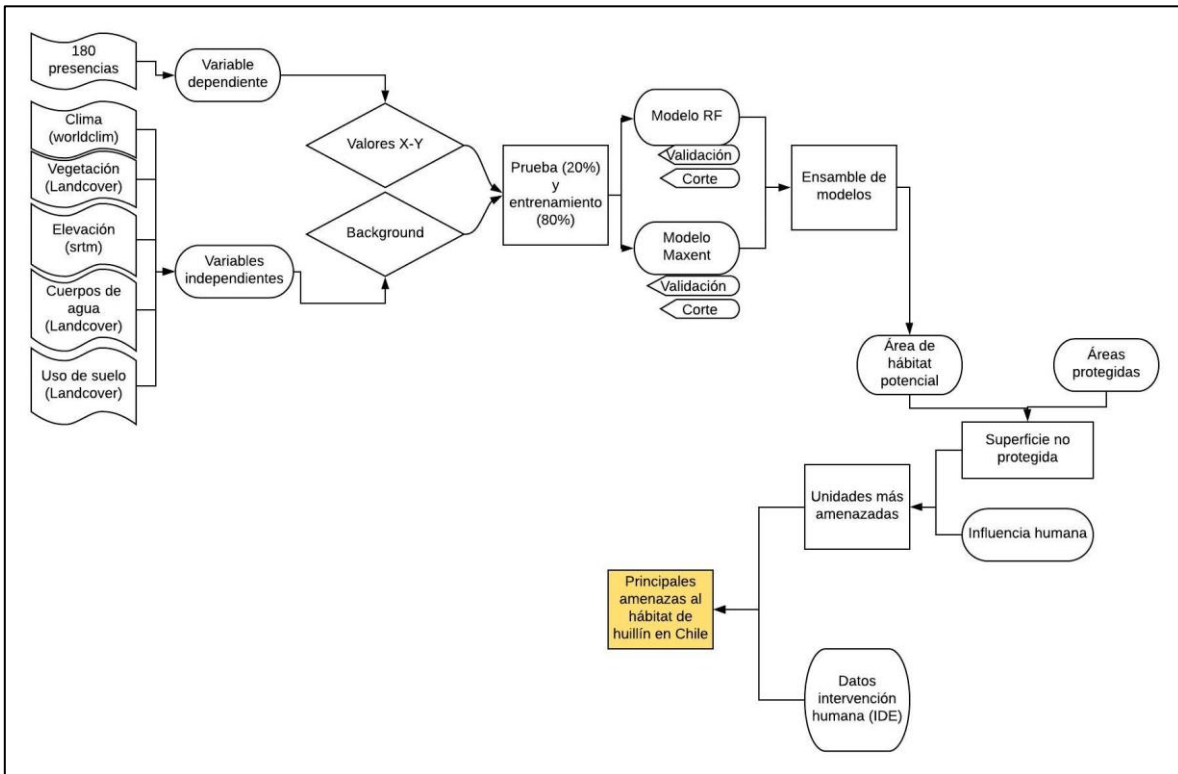 180
presencias
Variable
dependiente
Clima
(worldclim)
Vegetación
(Landcover)
Elevación
(srtm)
Cuerpos de
agua
(Landcover)
Uso de suelo
(Landcover)
Variables
independientes
Valores X-Y
Background
Prueba (20%)
y
entrenamiento
(80%)
Modelo RF
Validación
Corte
Modelo
Maxent
Validación
Corte
Ensamble de
modelos
Área de
hábitat
potencial
Áreas
protegidas
Superficie no
protegida
Influencia humana
Unidades más
amenazadas
Principales
amenazas al
hábitat de
huillín en Chile
Datos
intervención
humana (IDE)